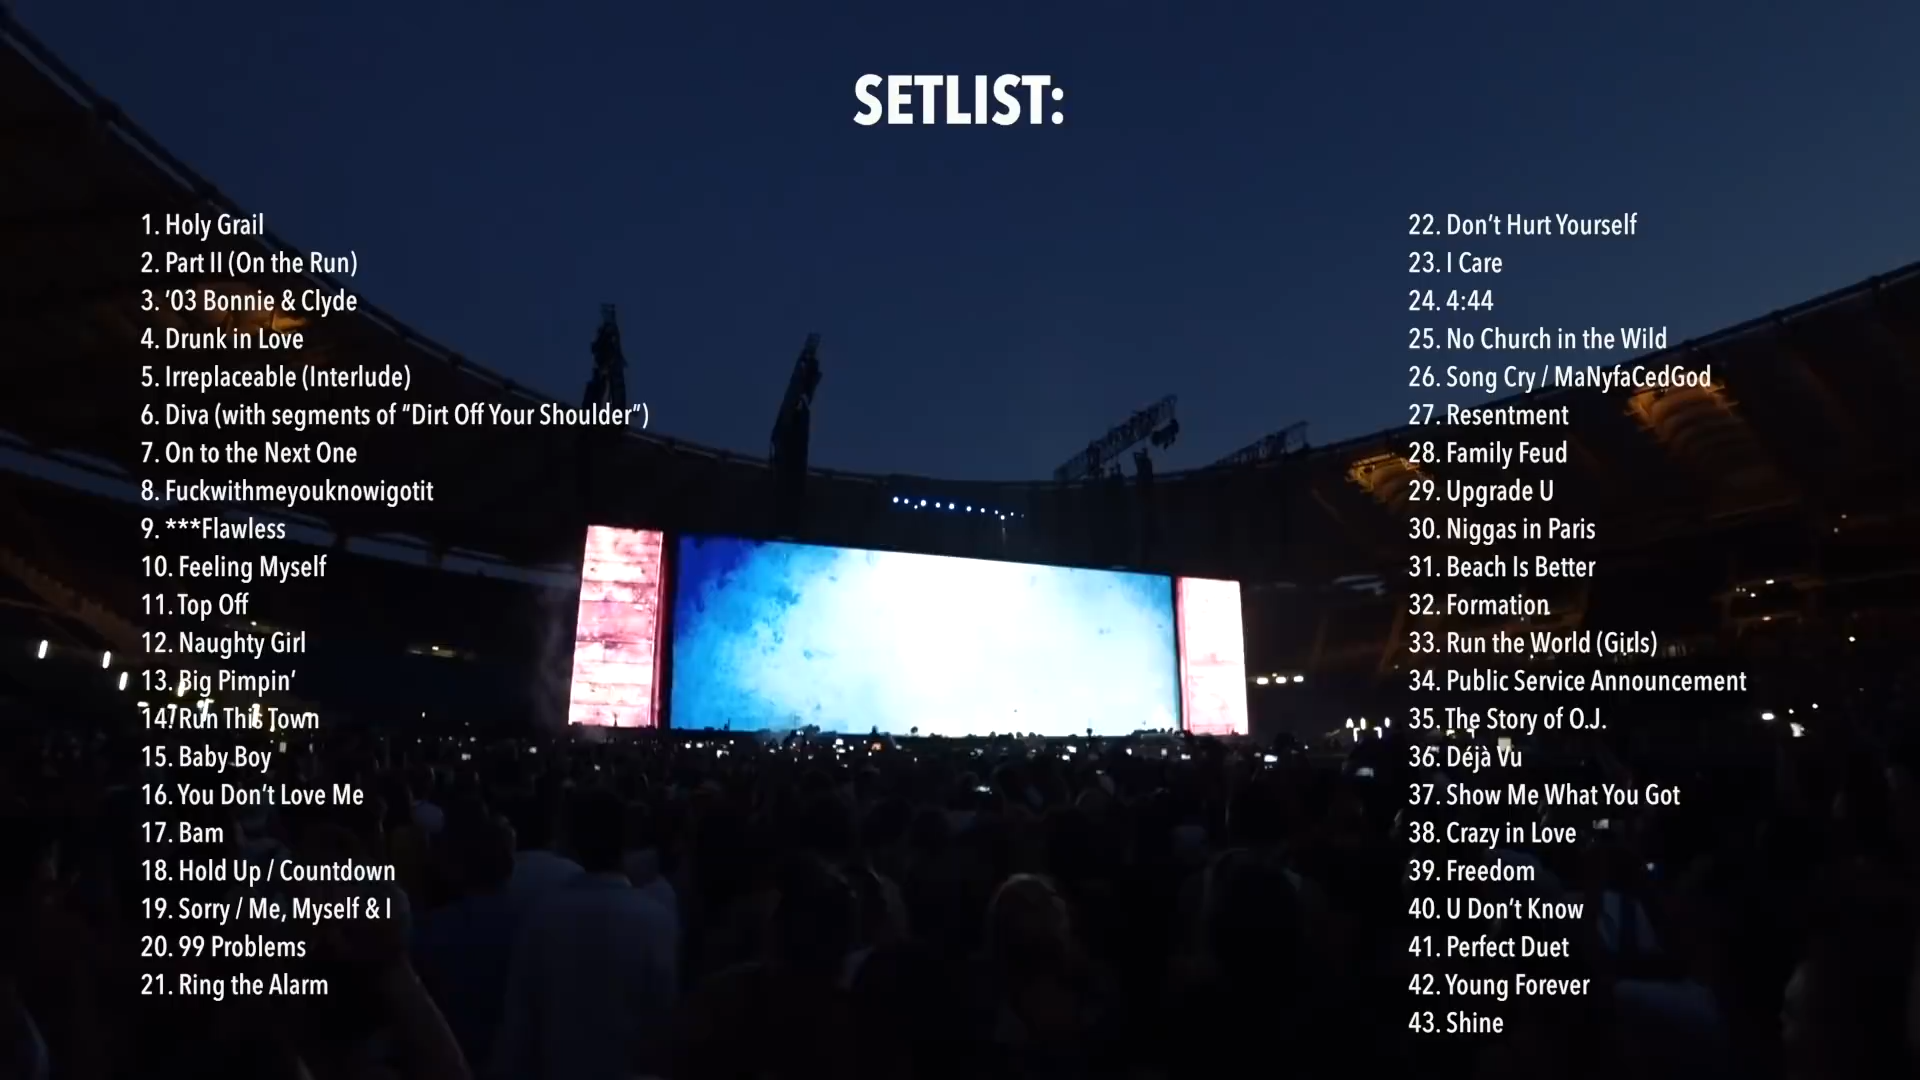 SETLIST:
1. Holy Grail
2. Part II (On the Run)
3. ’03 Bonnie & Clyde
4. Drunk in Love
5. Irreplaceable (Interlude)
6. Diva (with segments of “Dirt Off Your Shoulder”)
7. On to the Next One
8. Fuckwithmeyouknowigotit
9. ***Flawless
10. Feeling Myself
11. Top Off
12. Naughty Girl
13. Big Pimpin’
14. Run This Town
15. Baby Boy
16. You Don’t Love Me
17. Bam
18. Hold Up / Countdown
19. Sorry / Me, Myself & I
20. 99 Problems
21. Ring the Alarm
22. Don’t Hurt Yourself
23. I Care
24. 4:44
25. No Church in the Wild
26. Song Cry / MaNyfaCedGod
27. Resentment
28. Family Feud
29. Upgrade U
30. Niggas in Paris
31. Beach Is Better
32. Formation
33. Run the World (Girls)
34. Public Service Announcement
35. The Story of O.J.
36. Déjà Vu
37. Show Me What You Got
38. Crazy in Love
39. Freedom
40. U Don’t Know
41. Perfect Duet
42. Young Forever
43. Shine